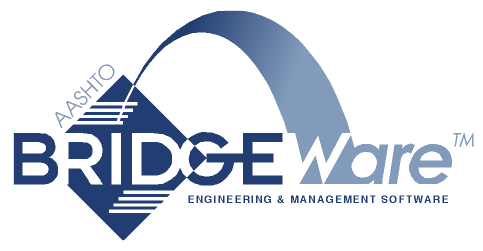 AASHTO
BRIDGEWare™
ENGINEERING & MANAGEMENT SOFTWARE